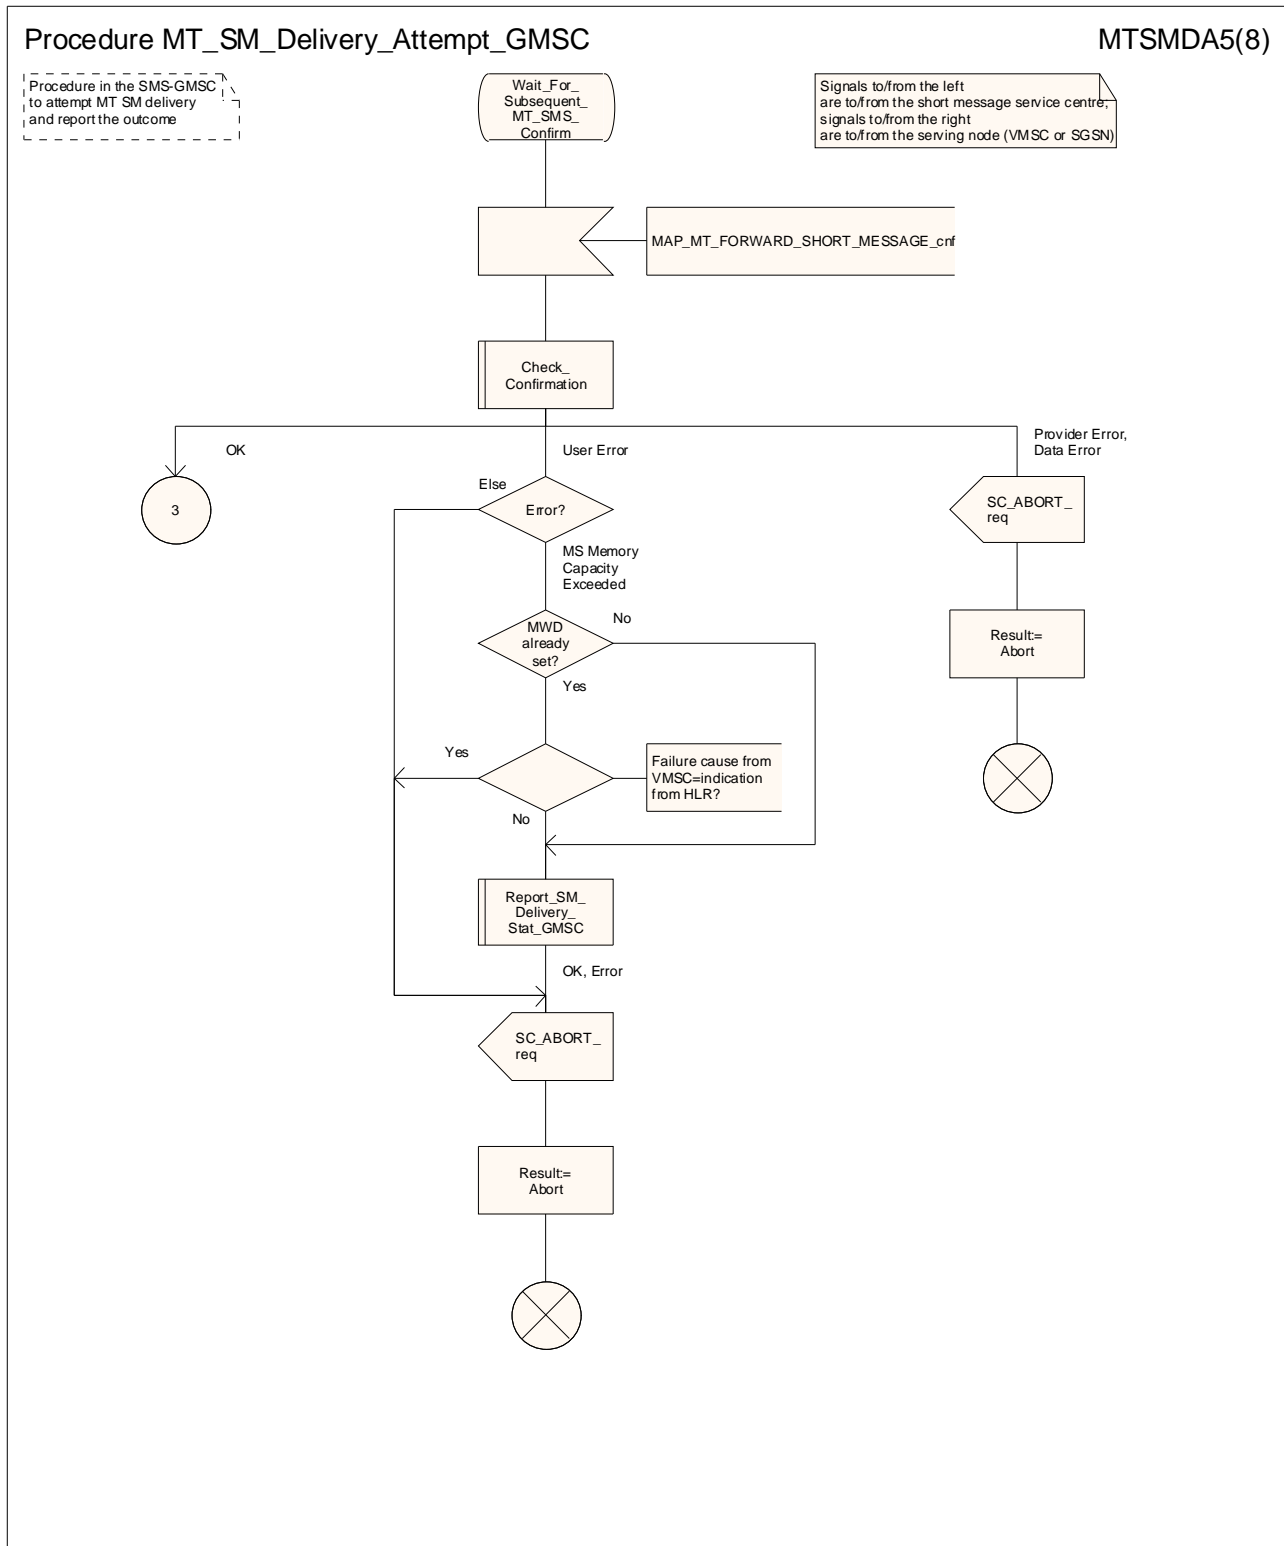 Procedure MT_SM_Delivery_Attempt_GMSC
MTSMDA5(8)
Procedure in the SMS-GMSC
to attempt MT SM delivery
and report the outcome
Wait_For_
Subsequent_
MT_SMS_
Confirm
Signals to/from the left
are to/from the short message service centre;
signals to/from the right
are to/from the serving node (VMSC or SGSN)
MAP_MT_FORWARD_SHORT_MESSAGE_cnf
Check_
Confirmation
OK
User Error
Provider Error,
Data Error
3
Else
Error?
SC_ABORT_
req
MS Memory
Capacity
Exceeded
MWD
already
set?
No
Yes
Result:=
Abort
Yes
Failure cause from
VMSC=indication
from HLR?
No
Report_SM_
Delivery_
Stat_GMSC
OK, Error
SC_ABORT_
req
Result:=
Abort